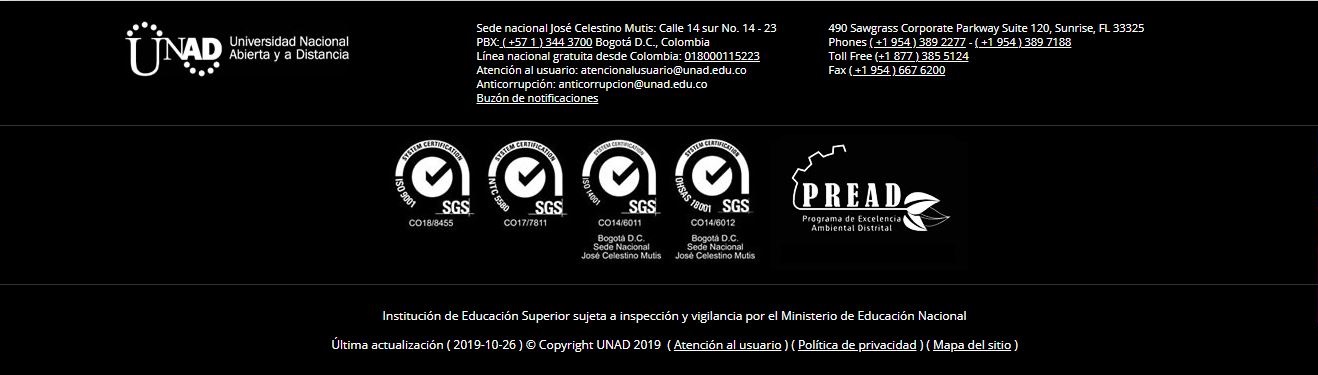 UNAD
Universidad Nacional
Abierta y a Distancia
Sede nacional José Celestino Mutis: Calle 14 sur No. 14 - 23
PBX: ( +57 1 ) 344 3700 Bogotá D.C., Colombia
Línea nacional gratuita desde Colombia: 018000115223
Atención al usuario: atencionalusuario@unad.edu.co
Anticorrupción: anticorrupcion@unad.edu.co
Buzón de notificaciones
490 Sawgrass Corporate Parkway Suite 120, Sunrise, FL 33325
Phones ( +1 954 ) 389 2277 - ( +1 954 ) 389 7188
Toll Free (+1 877 ) 385 5124
Fax ( +1 954 ) 667 6200
SYSTEM CERTIFICATION
ISO 9001
SGS
CO18/8455
SYSTEM CERTIFICATION
NTC 5580
SGS
CO17/7811
SYSTEM CERTIFICATION
ISO 14001
SGS
CO14/6011
Bogotá D.C.
Sede Nacional
José Celestino Mutis
SYSTEM CERTIFICATION
OHSAS 18001
SGS
CO14/6012
Bogotá D.C.
Sede Nacional
José Celestino Mutis
PREAD
Programa de Excelencia
Ambiental Distrital
Institución de Educación Superior sujeta a inspección y vigilancia por el Ministerio de Educación Nacional
Última actualización ( 2019-10-26 ) © Copyright UNAD 2019 ( Atención al usuario ) ( Política de privacidad ) ( Mapa del sitio )